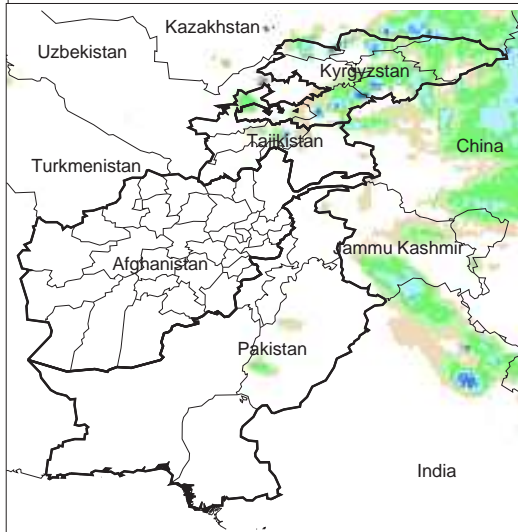 Kazakhstan
Uzbekistan
Kyrgyzstan
Tajikistan
China
Turkmenistan
Jammu Kashmir
Afghanistan
Pakistan
India